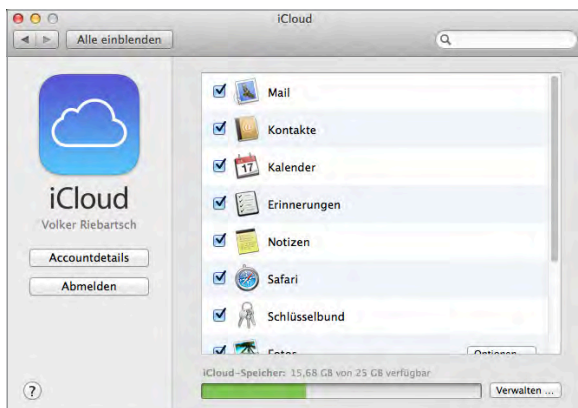 iCloud
Alle einblenden
Mail
Kontakte
17
Kalender
iCloud
Erinnerungen
Volker Riebartsch
Notizen
Accountdetails
Abmelden
Safari
Schlüsselbund
Fotos
Optionen...
iCloud-Speicher: 15,68 GB von 25 GB verfügbar
?
Verwalten ...